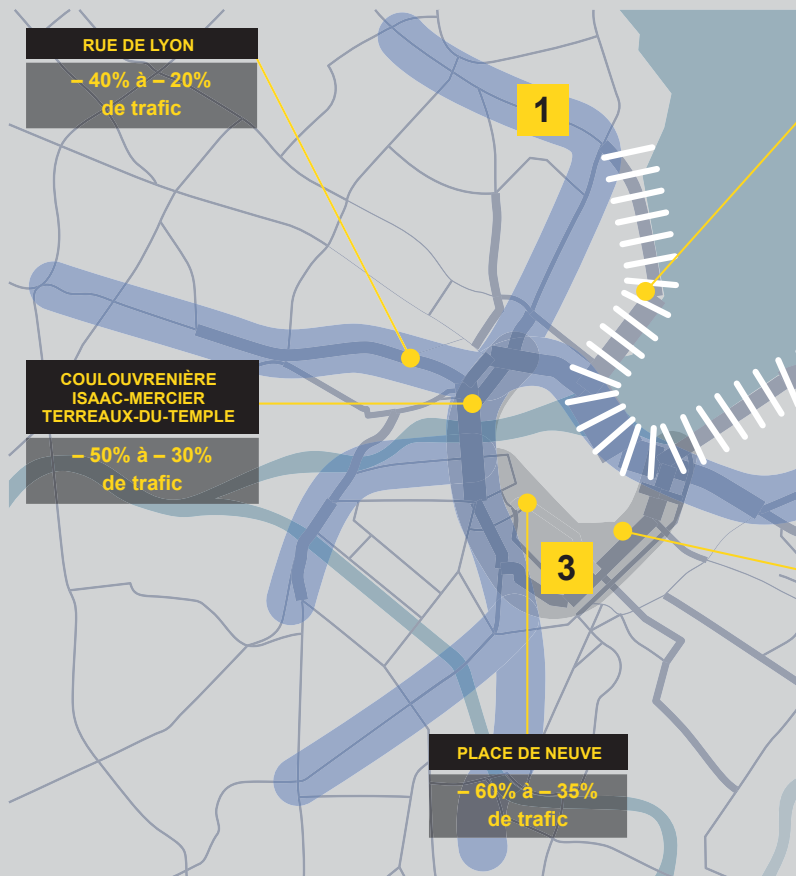 RUE DE LYON
– 40% à – 20%
de trafic
1
COULOUVRENIÈRE
ISAAC-MERCIER
TERREAUX-DU-TEMPLE
– 50% à – 30%
de trafic
3
PLACE DE NEUVE
– 60% à – 35%
de trafic